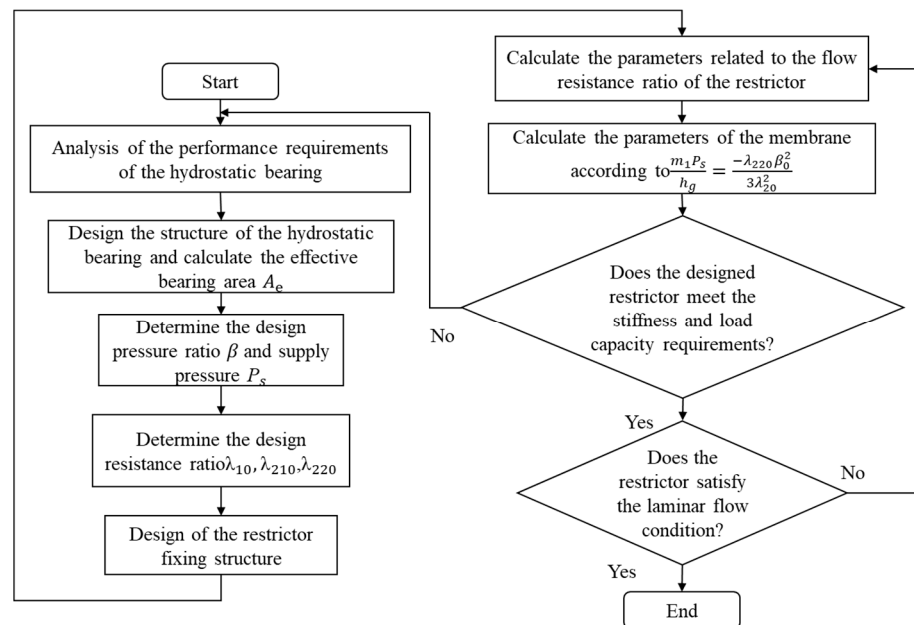 Start
Analysis of the performance requirements
of the hydrostatic bearing
Design the structure of the hydrostatic
bearing and calculate the effective
bearing area Aₑ
Determine the design
pressure ratio β and supply
pressure Pₛ
Determine the design
resistance ratioλ₁₀, λ₂₁₀,λ₂₂₀
Design of the restrictor
fixing structure
Calculate the parameters related to the flow
resistance ratio of the restrictor
Calculate the parameters of the membrane
according to m₁Pₛ/h_g = −λ₂₂₀β₀²/3λ₂₀²
Does the designed
restrictor meet the
stiffness and load
capacity requirements?
No
Yes
Does the
restrictor satisfy
the laminar flow
condition?
No
Yes
End